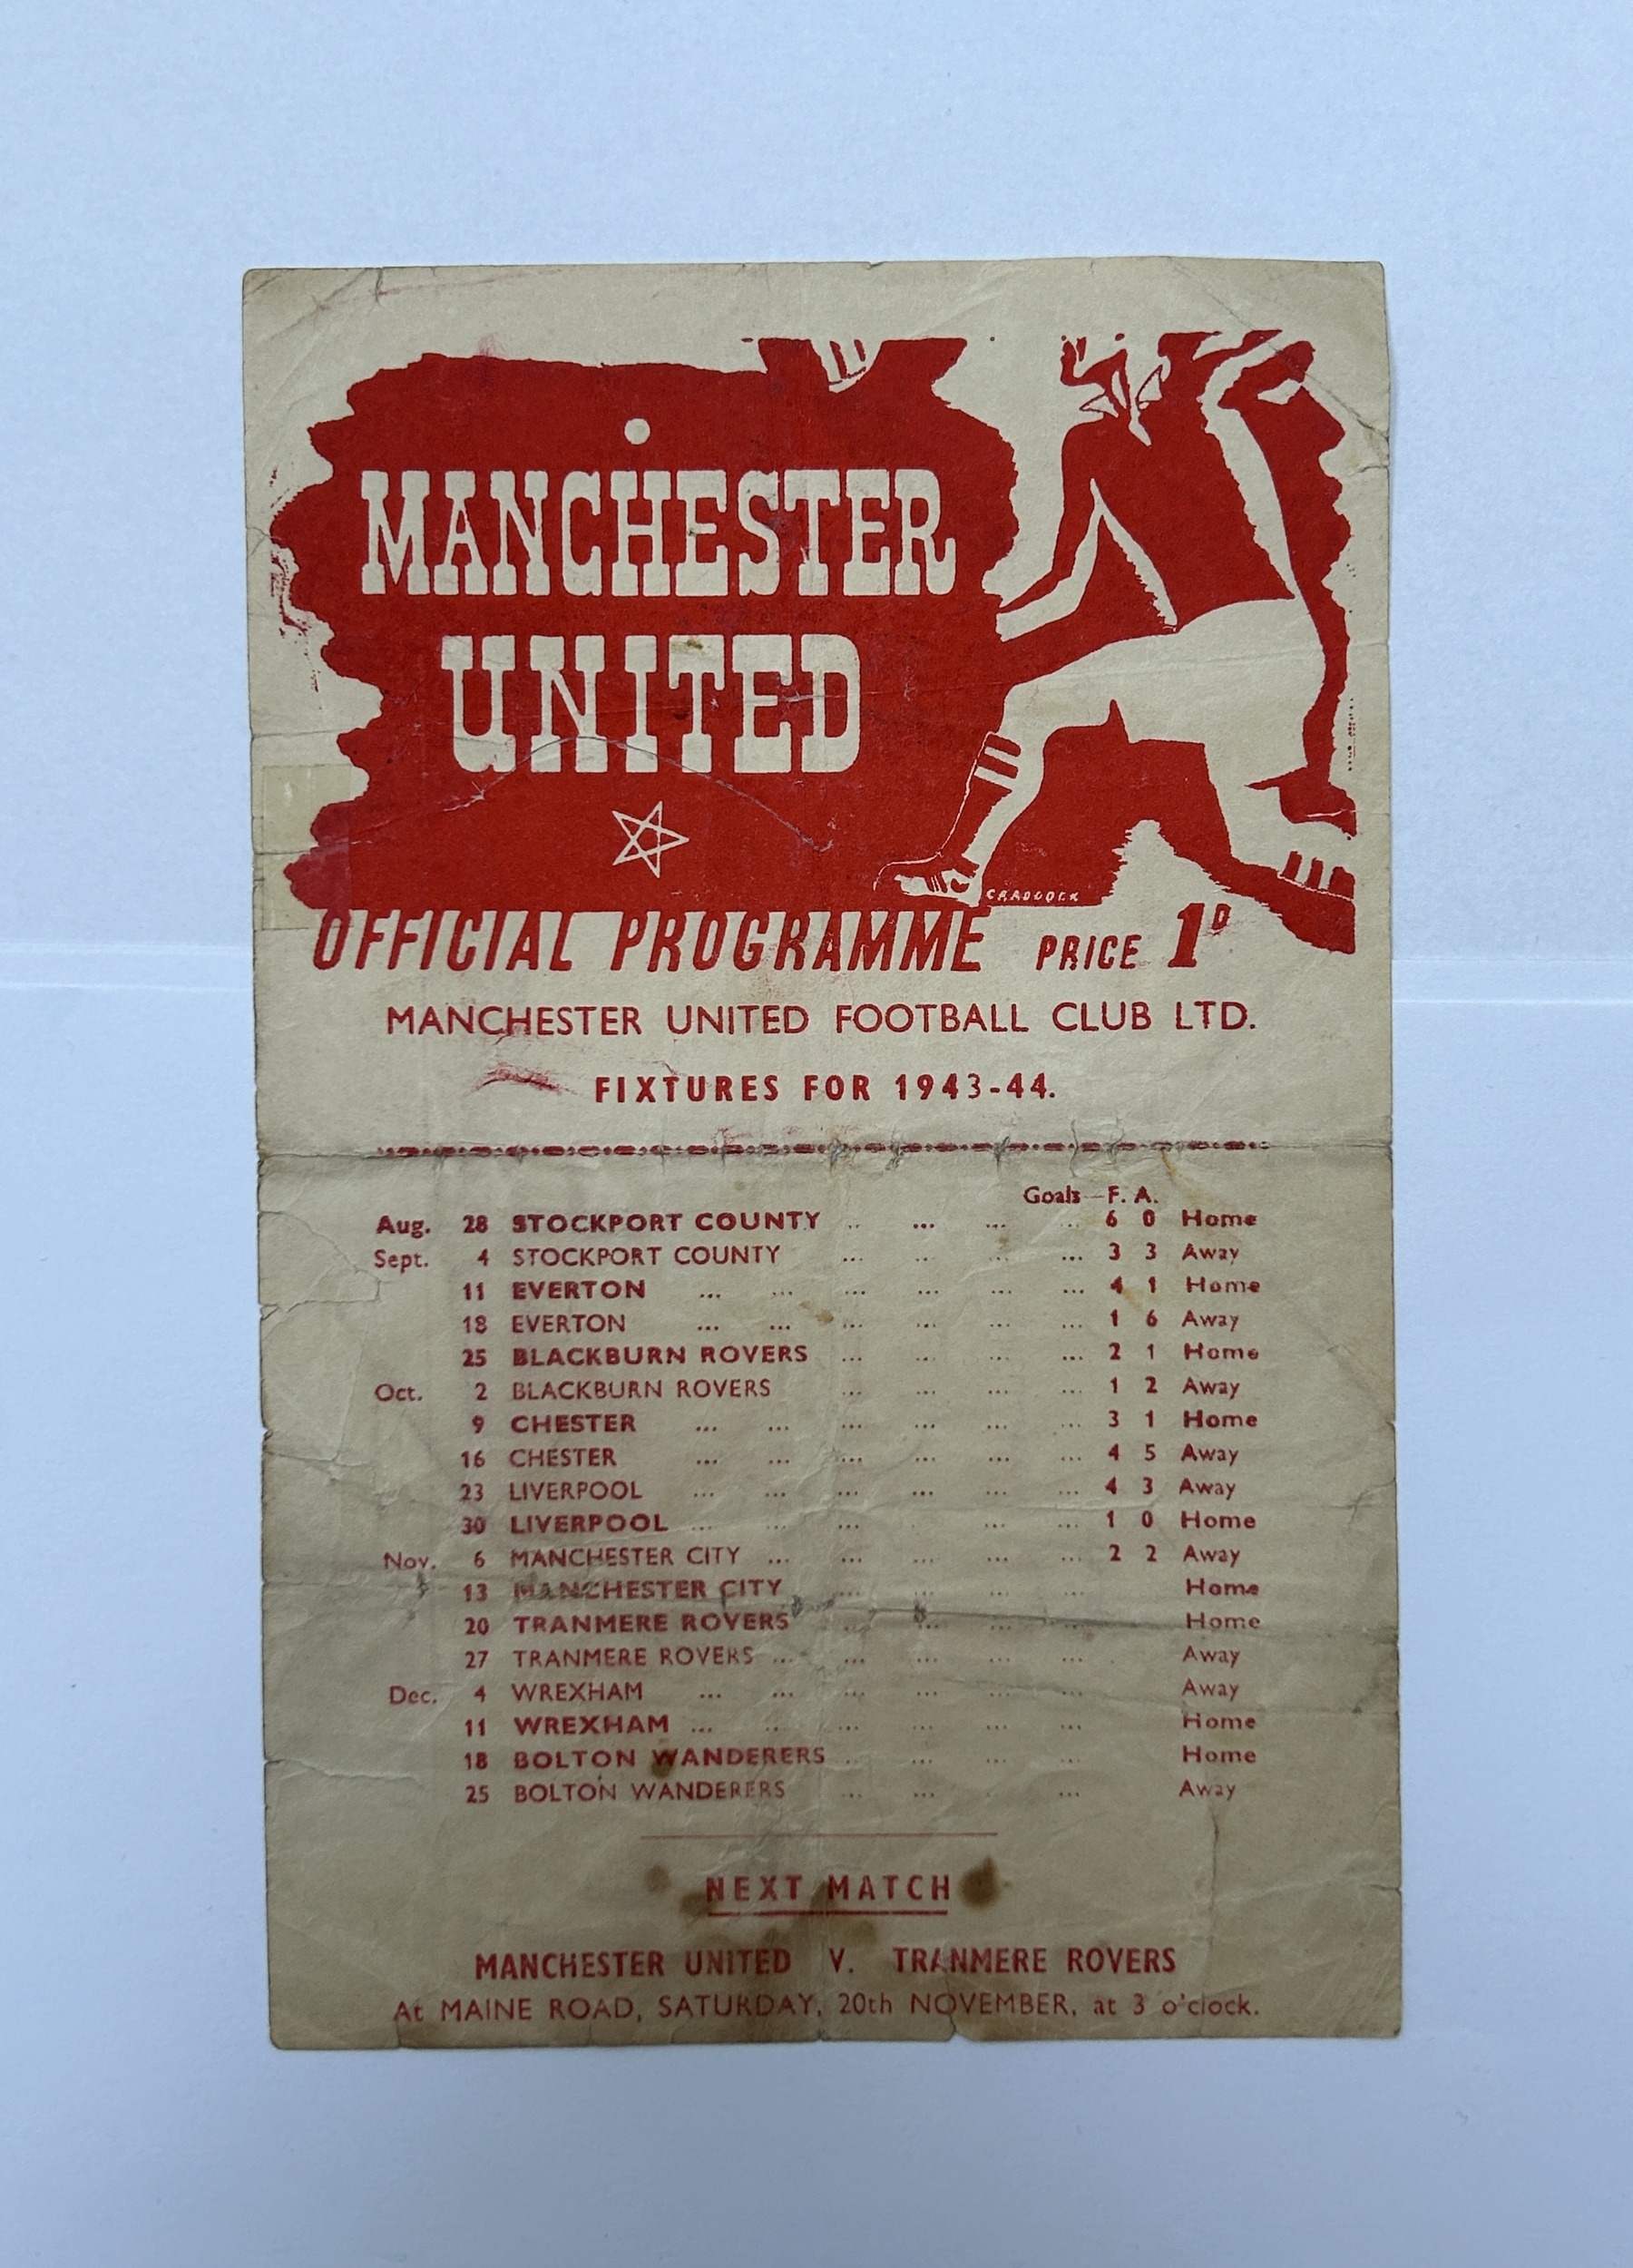 MANCHESTER
UNITED
CRADDOCK
OFFICIAL PROGRAMME PRICE 1D
MANCHESTER UNITED FOOTBALL CLUB LTD.
FIXTURES FOR 1943-44.
Goals—F. A.
Aug. 28 STOCKPORT COUNTY .. ... ... ... 6 0 Home
Sept. 4 STOCKPORT COUNTY ... ... ... ... 3 3 Away
11 EVERTON ... ... ... ... ... ... 4 1 Home
18 EVERTON ... ... ... ... ... ... 1 6 Away
25 BLACKBURN ROVERS ... ... ... ... 2 1 Home
Oct. 2 BLACKBURN ROVERS ... ... ... ... 1 2 Away
9 CHESTER ... ... ... ... ... ... 3 1 Home
16 CHESTER ... ... ... ... ... ... 4 5 Away
23 LIVERPOOL ... ... ... ... ... ... 4 3 Away
30 LIVERPOOL ... ... ... ... ... ... 1 0 Home
Nov. 6 MANCHESTER CITY ... ... ... ... ... 2 2 Away
13 MANCHESTER CITY ... ... ... ... Home
20 TRANMERE ROVERS ... ... ... ... Home
27 TRANMERE ROVERS ... ... ... ... ... Away
Dec. 4 WREXHAM ... ... ... ... ... ... Away
11 WREXHAM ... .. ... ... ... ... Home
18 BOLTON WANDERERS .. ... ... ... Home
25 BOLTON WANDERERS ... ... . ... Away
NEXT MATCH
MANCHESTER UNITED V. TRANMERE ROVERS
At MAINE ROAD, SATURDAY, 20th NOVEMBER, at 3 o'clock.